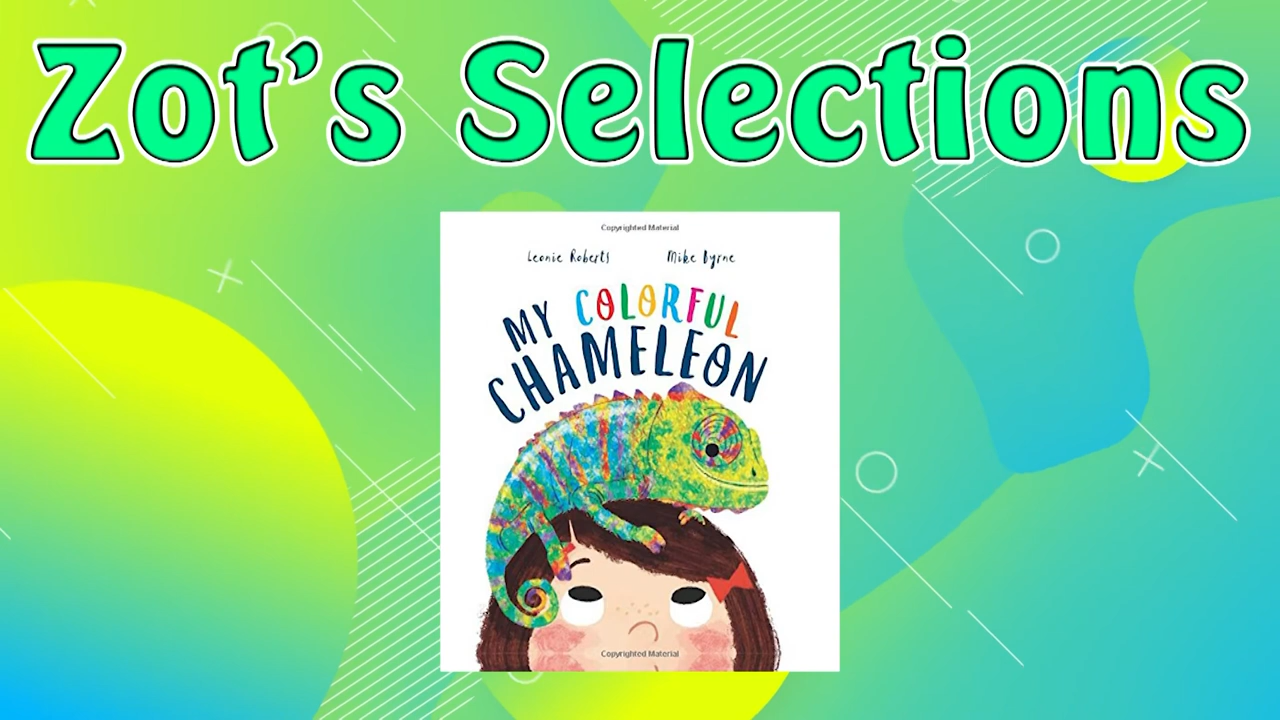 Zot's Selections
Copyrighted Material
Leonie Roberts Mike Byrne
MY COLORFUL
CHAMELEON
Copyrighted Material